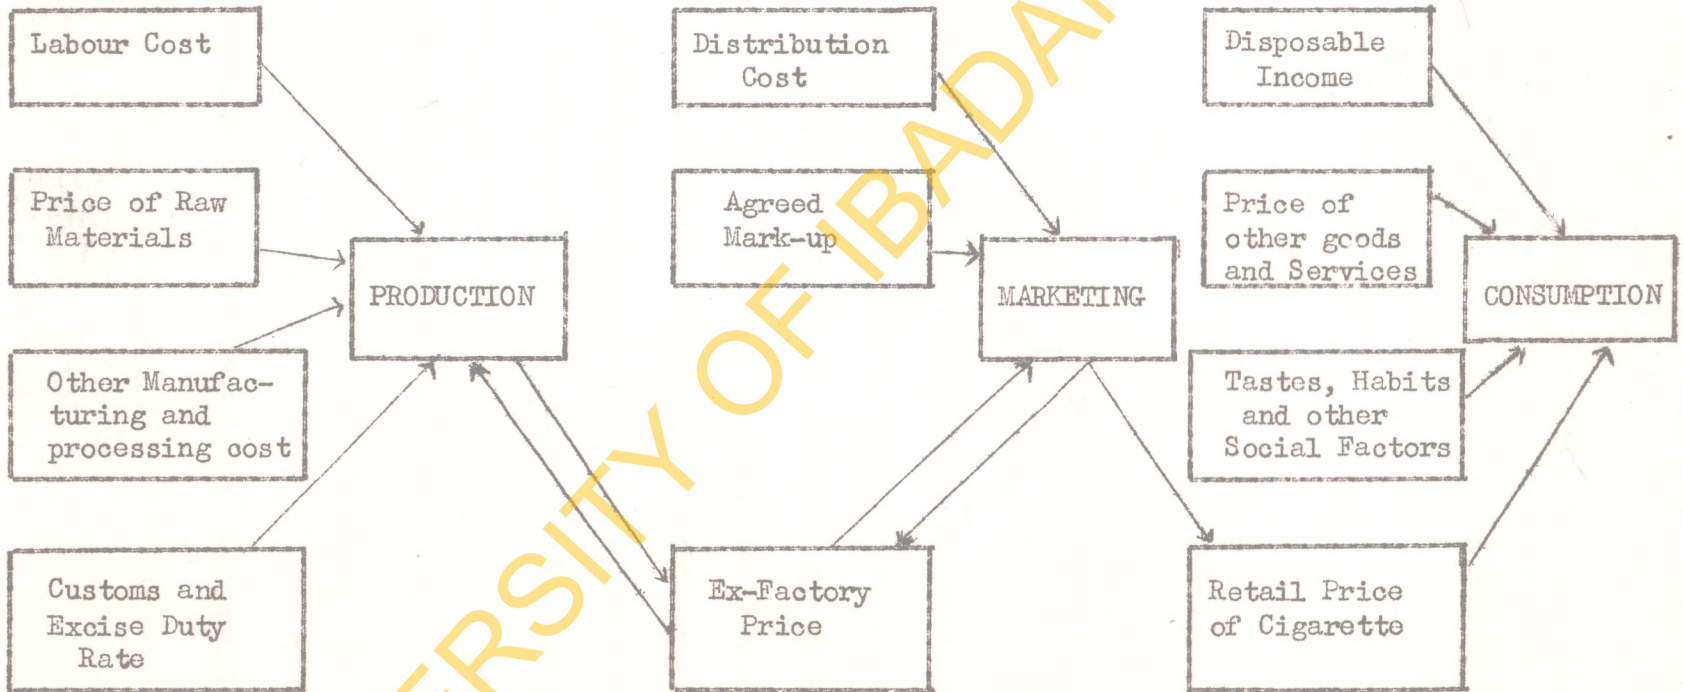 Labour Cost
Distribution
Cost
Disposable
Income
Price of Raw
Materials
Agreed
Mark-up
Price of
other goods
and Services
PRODUCTION
MARKETING
CONSUMPTION
Other Manufac-
turing and
processing cost
Tastes, Habits
and other
Social Factors
Customs and
Excise Duty
Rate
Ex-Factory
Price
Retail Price
of Cigarette
ERSITY OF IBADA